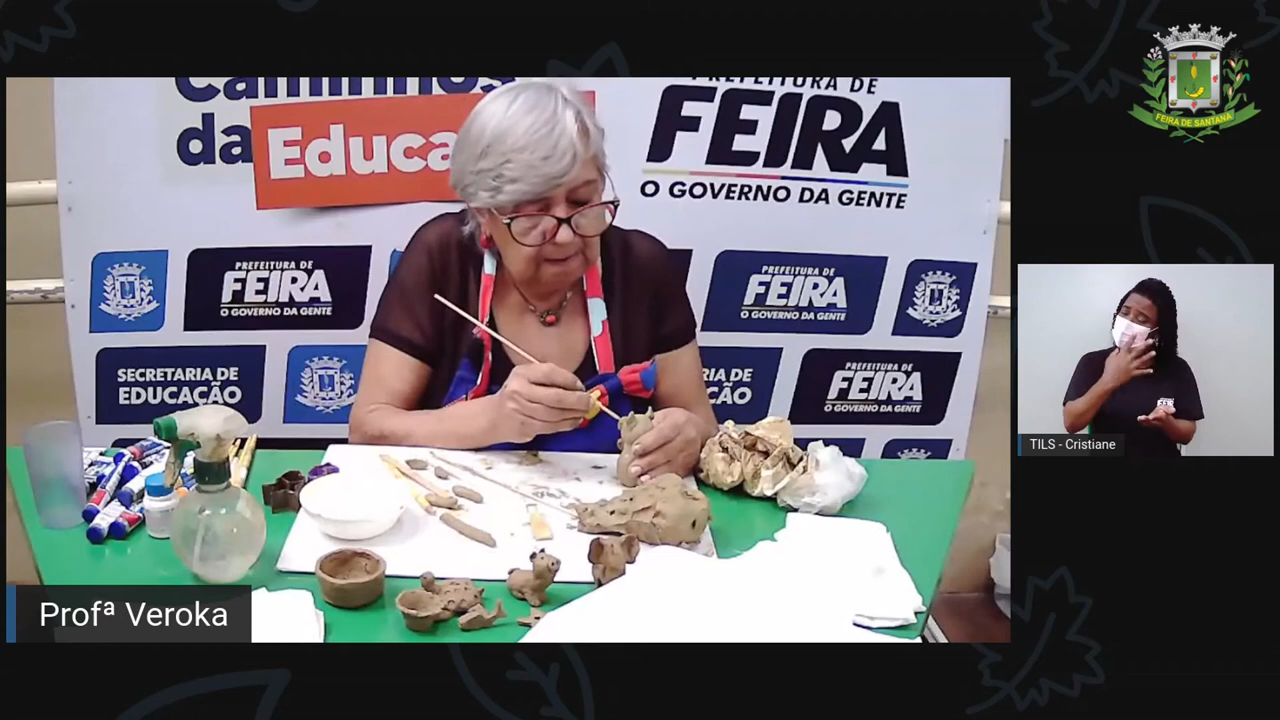 Caminhos
da Educa
PREFEITURA DE
FEIRA
O GOVERNO DA GENTE
FEIRA DE SANTANA
PREFEITURA DE
FEIRA
O GOVERNO DA GENTE
PREFEITURA DE
FEIRA
O GOVERNO DA GENTE
SECRETARIA DE
EDUCAÇÃO
RIA DE
ÇÃO
PREFEITURA DE
FEIRA
O GOVERNO DA GENTE
FEIRA
TILS - Cristiane
Profª Veroka